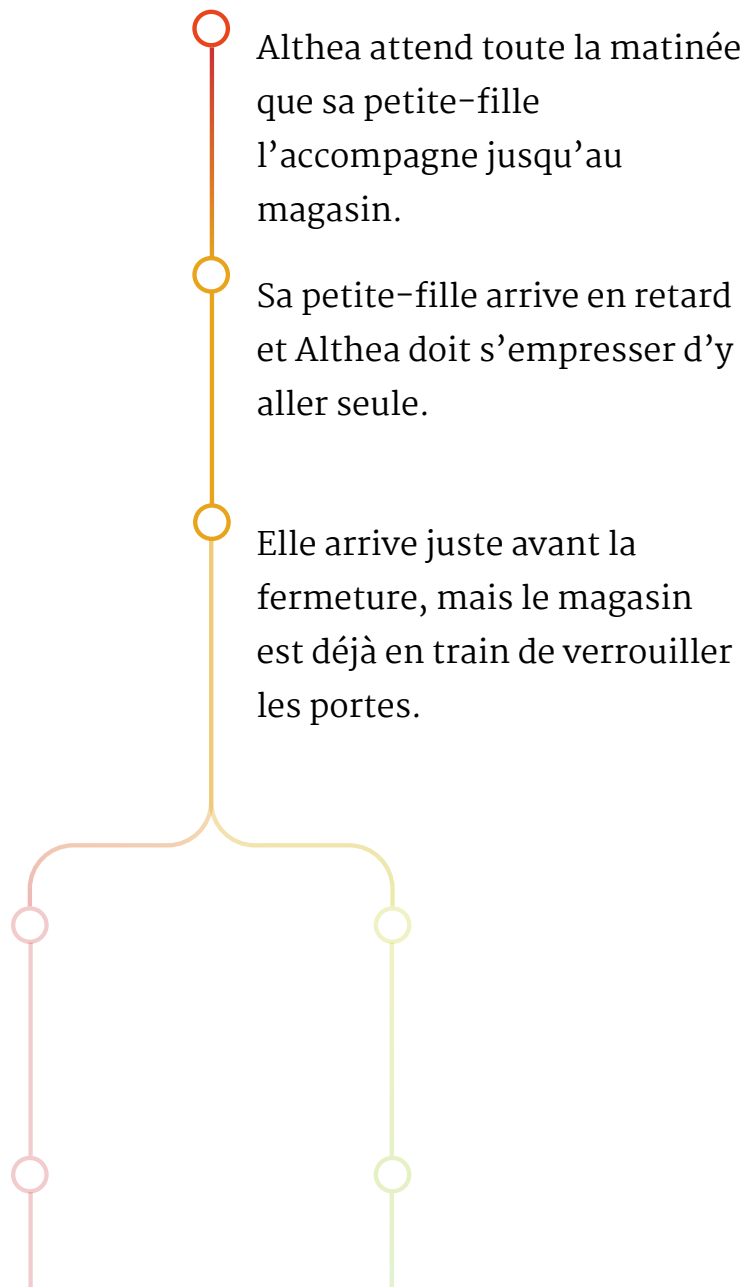 Althea attend toute la matinée
que sa petite-fille
l’accompagne jusqu’au
magasin.
Sa petite-fille arrive en retard
et Althea doit s’empresser d’y
aller seule.
Elle arrive juste avant la
fermeture, mais le magasin
est déjà en train de verrouiller
les portes.